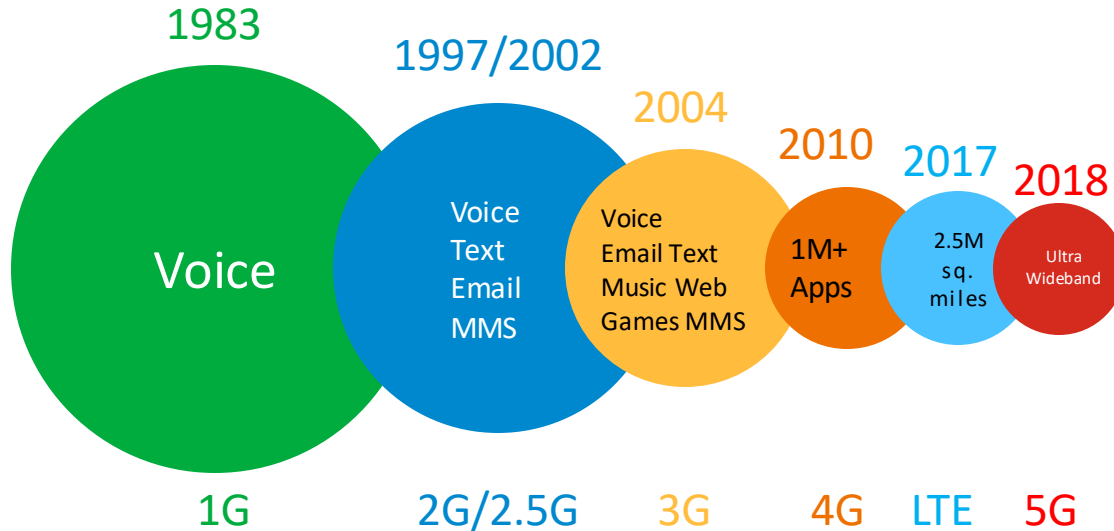 1983
1997/2002
2004
2010
2017
2018
Voice
Voice
Text
Email
MMS
Voice
Email Text
Music Web
Games MMS
1M+
Apps
2.5M
sq.
miles
Ultra
Wideband
1G
2G/2.5G
3G
4G
LTE
5G